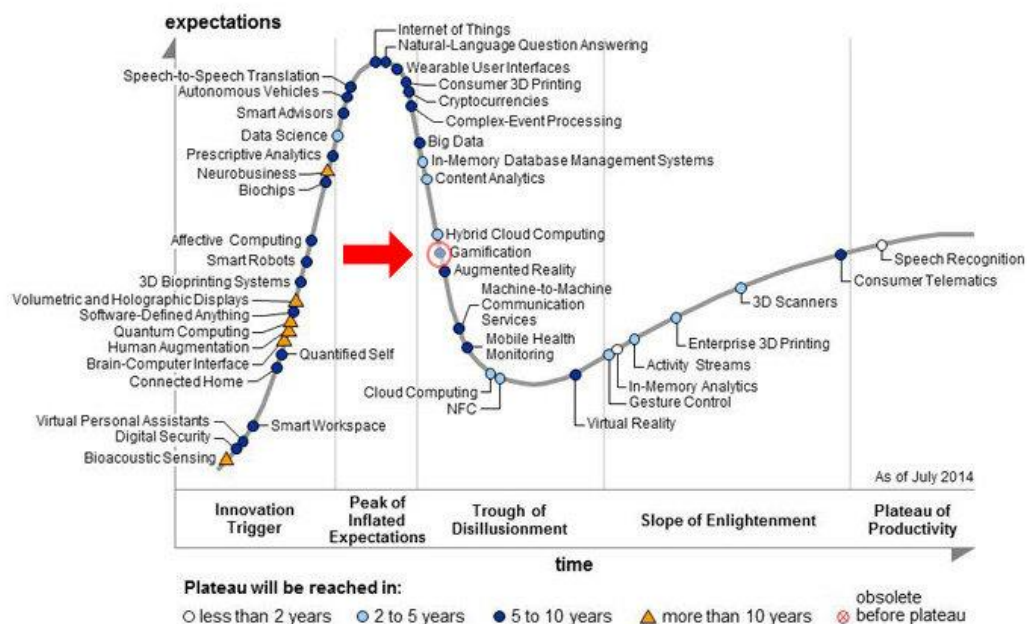 expectations
Internet of Things
Natural-Language Question Answering
Wearable User Interfaces
Consumer 3D Printing
Cryptocurrencies
Complex-Event Processing
Speech-to-Speech Translation
Autonomous Vehicles
Smart Advisors
Data Science
Prescriptive Analytics
Neurobusiness
Biochips
Big Data
In-Memory Database Management Systems
Content Analytics
Hybrid Cloud Computing
Gamification
Augmented Reality
Machine-to-Machine
Communication
Services
Mobile Health
Monitoring
Affective Computing
Smart Robots
3D Bioprinting Systems
Volumetric and Holographic Displays
Software-Defined Anything
Quantum Computing
Human Augmentation
Brain-Computer Interface
Connected Home
Quantified Self
Virtual Personal Assistants
Digital Security
Bioacoustic Sensing
Smart Workspace
Cloud Computing
NFC
Virtual Reality
Gesture Control
In-Memory Analytics
Activity Streams
Enterprise 3D Printing
3D Scanners
Consumer Telematics
Speech Recognition
As of July 2014
Innovation
Trigger
Peak of
Inflated
Expectations
Trough of
Disillusionment
Slope of Enlightenment
Plateau of
Productivity
time
Plateau will be reached in:
less than 2 years
2 to 5 years
5 to 10 years
more than 10 years
obsolete
before plateau